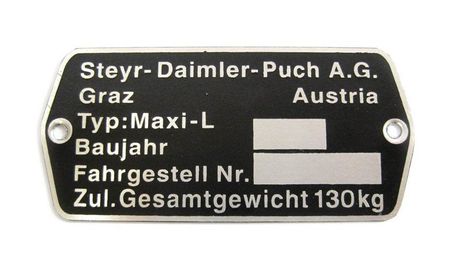 Steyr-Daimler-Puch A.G.
Graz Austria
Typ:Maxi-L
Baujahr
Fahrgestell Nr.
Zul.Gesamtgewicht 130kg